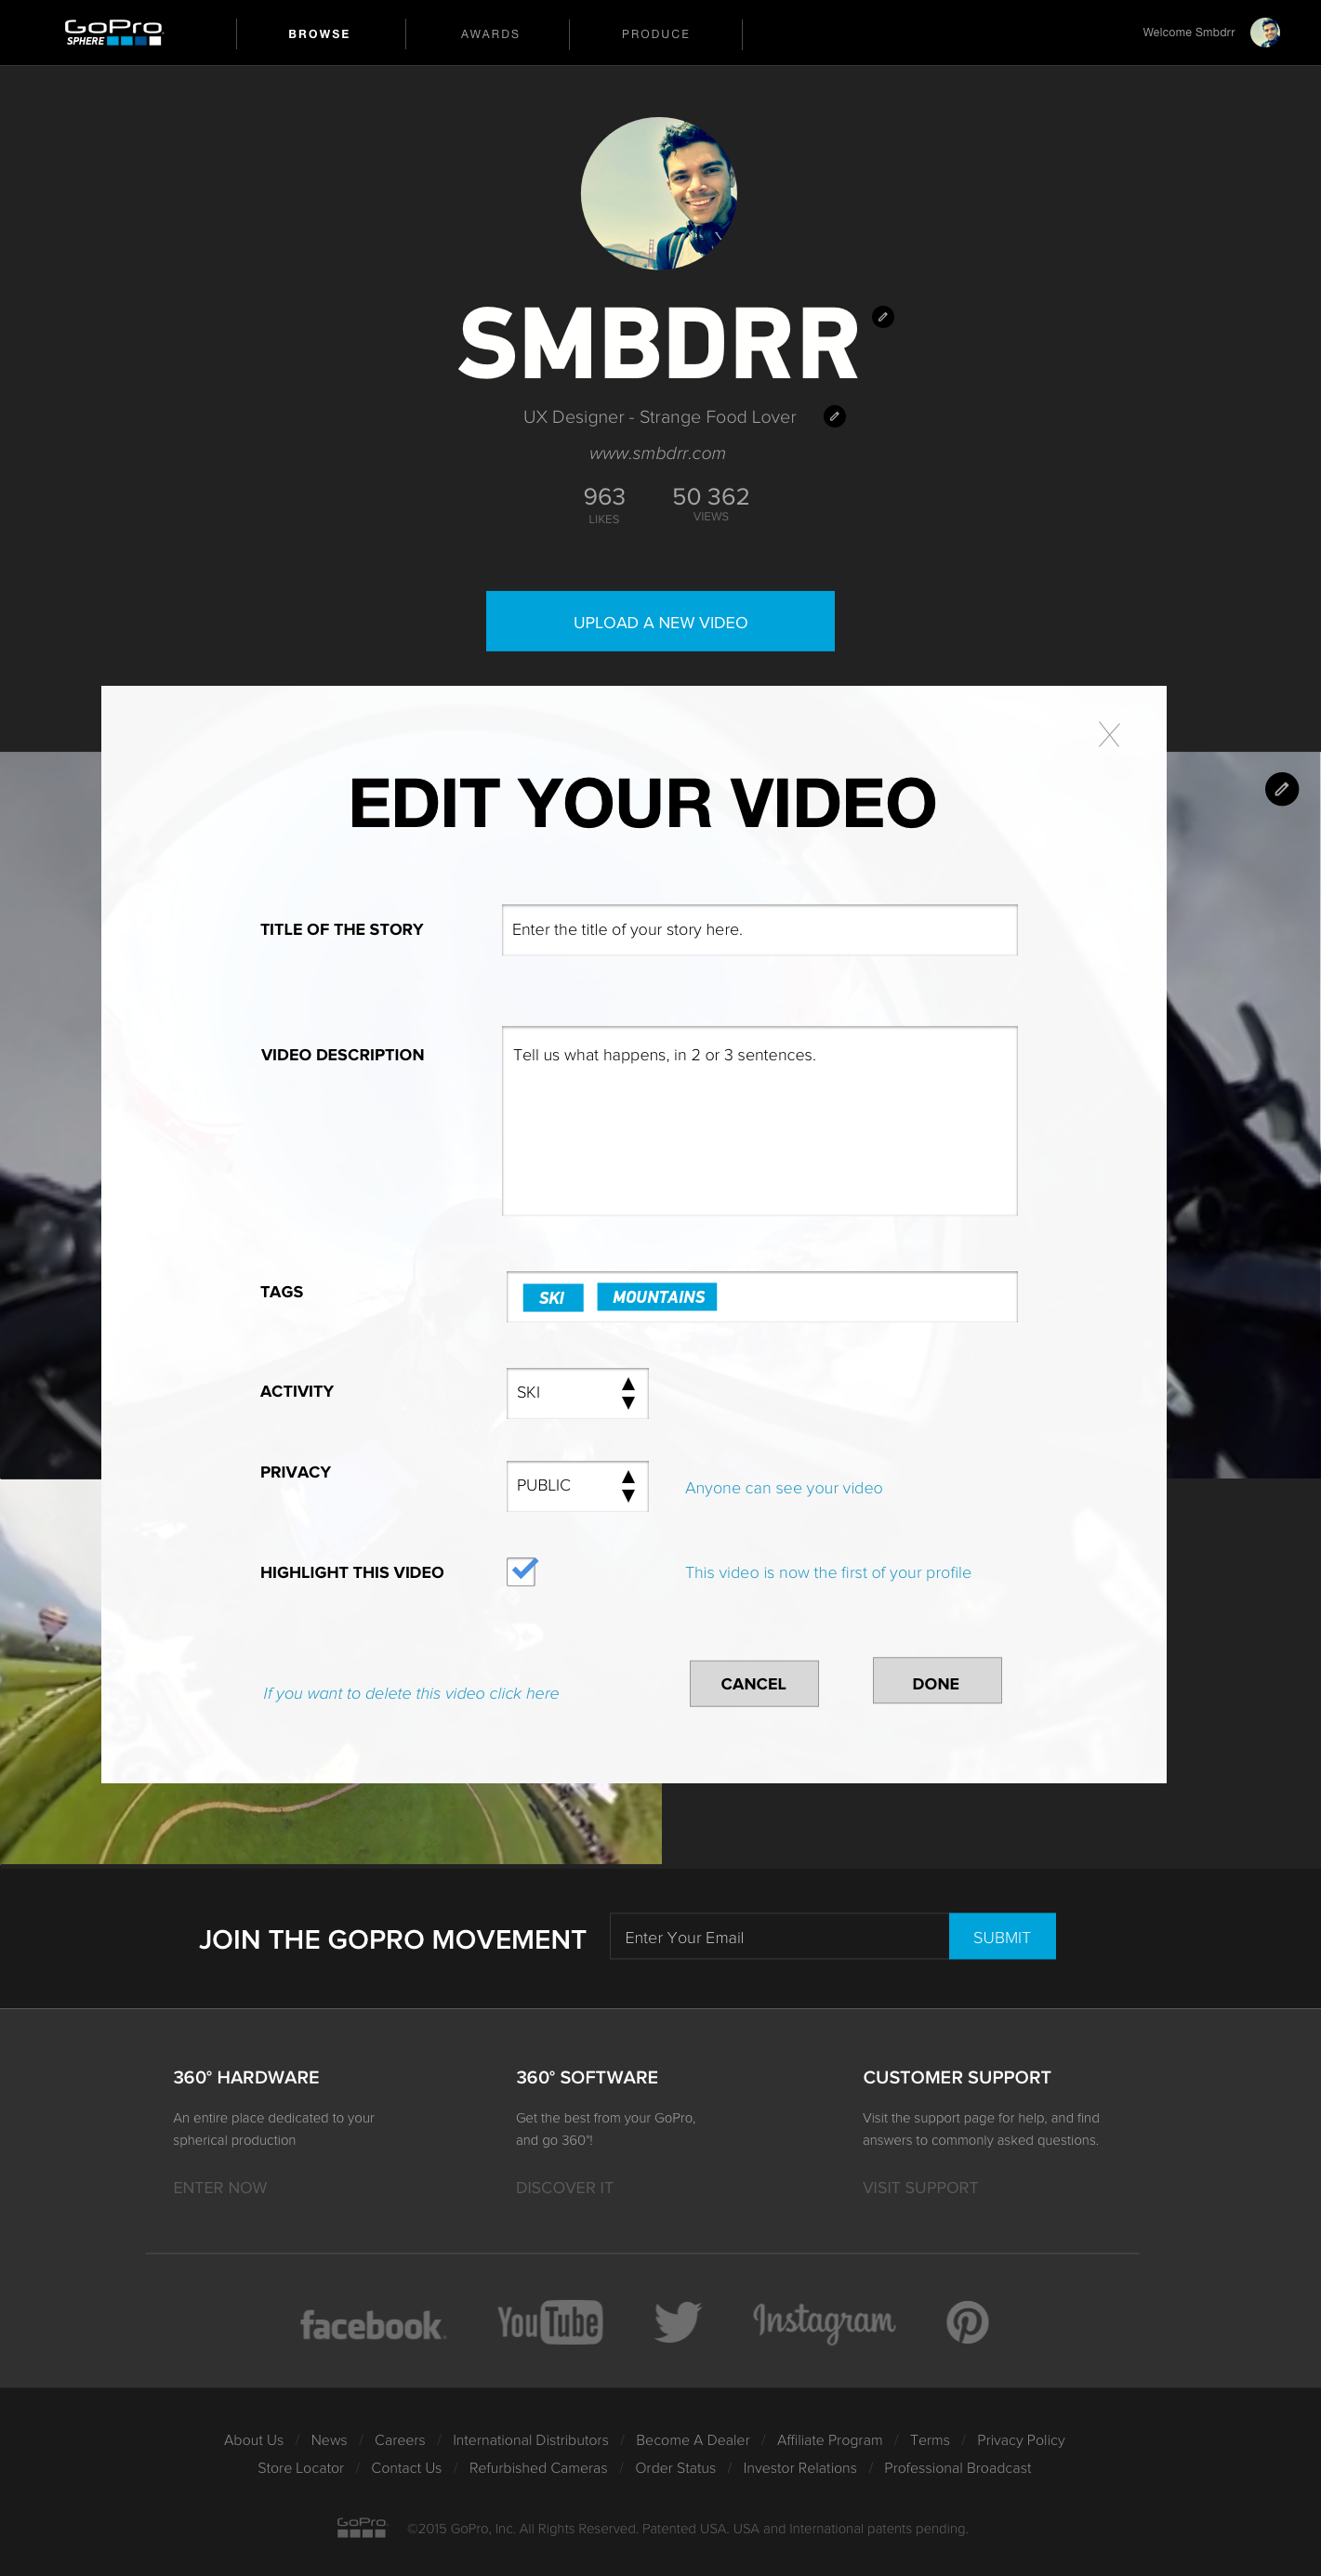 GoPro
SPHERE
BROWSE
AWARDS
PRODUCE
Welcome Smbdrr
SMBDRR
UX Designer - Strange Food Lover
www.smbdrr.com
963
50 362
LIKES
VIEWS
UPLOAD A NEW VIDEO
X
EDIT YOUR VIDEO
TITLE OF THE STORY
Enter the title of your story here.
VIDEO DESCRIPTION
Tell us what happens, in 2 or 3 sentences.
TAGS
SKI
MOUNTAINS
ACTIVITY
SKI
PRIVACY
PUBLIC
Anyone can see your video
HIGHLIGHT THIS VIDEO
This video is now the first of your profile
If you want to delete this video click here
CANCEL
DONE
JOIN THE GOPRO MOVEMENT
Enter Your Email
SUBMIT
360° HARDWARE
An entire place dedicated to your
spherical production
ENTER NOW
360° SOFTWARE
Get the best from your GoPro,
and go 360°!
DISCOVER IT
CUSTOMER SUPPORT
Visit the support page for help, and find
answers to commonly asked questions.
VISIT SUPPORT
facebook.
YouTube
Instagram
About Us / News / Careers / International Distributors / Become A Dealer / Affiliate Program / Terms / Privacy Policy
Store Locator / Contact Us / Refurbished Cameras / Order Status / Investor Relations / Professional Broadcast
GoPro
©2015 GoPro, Inc. All Rights Reserved. Patented USA. USA and International patents pending.